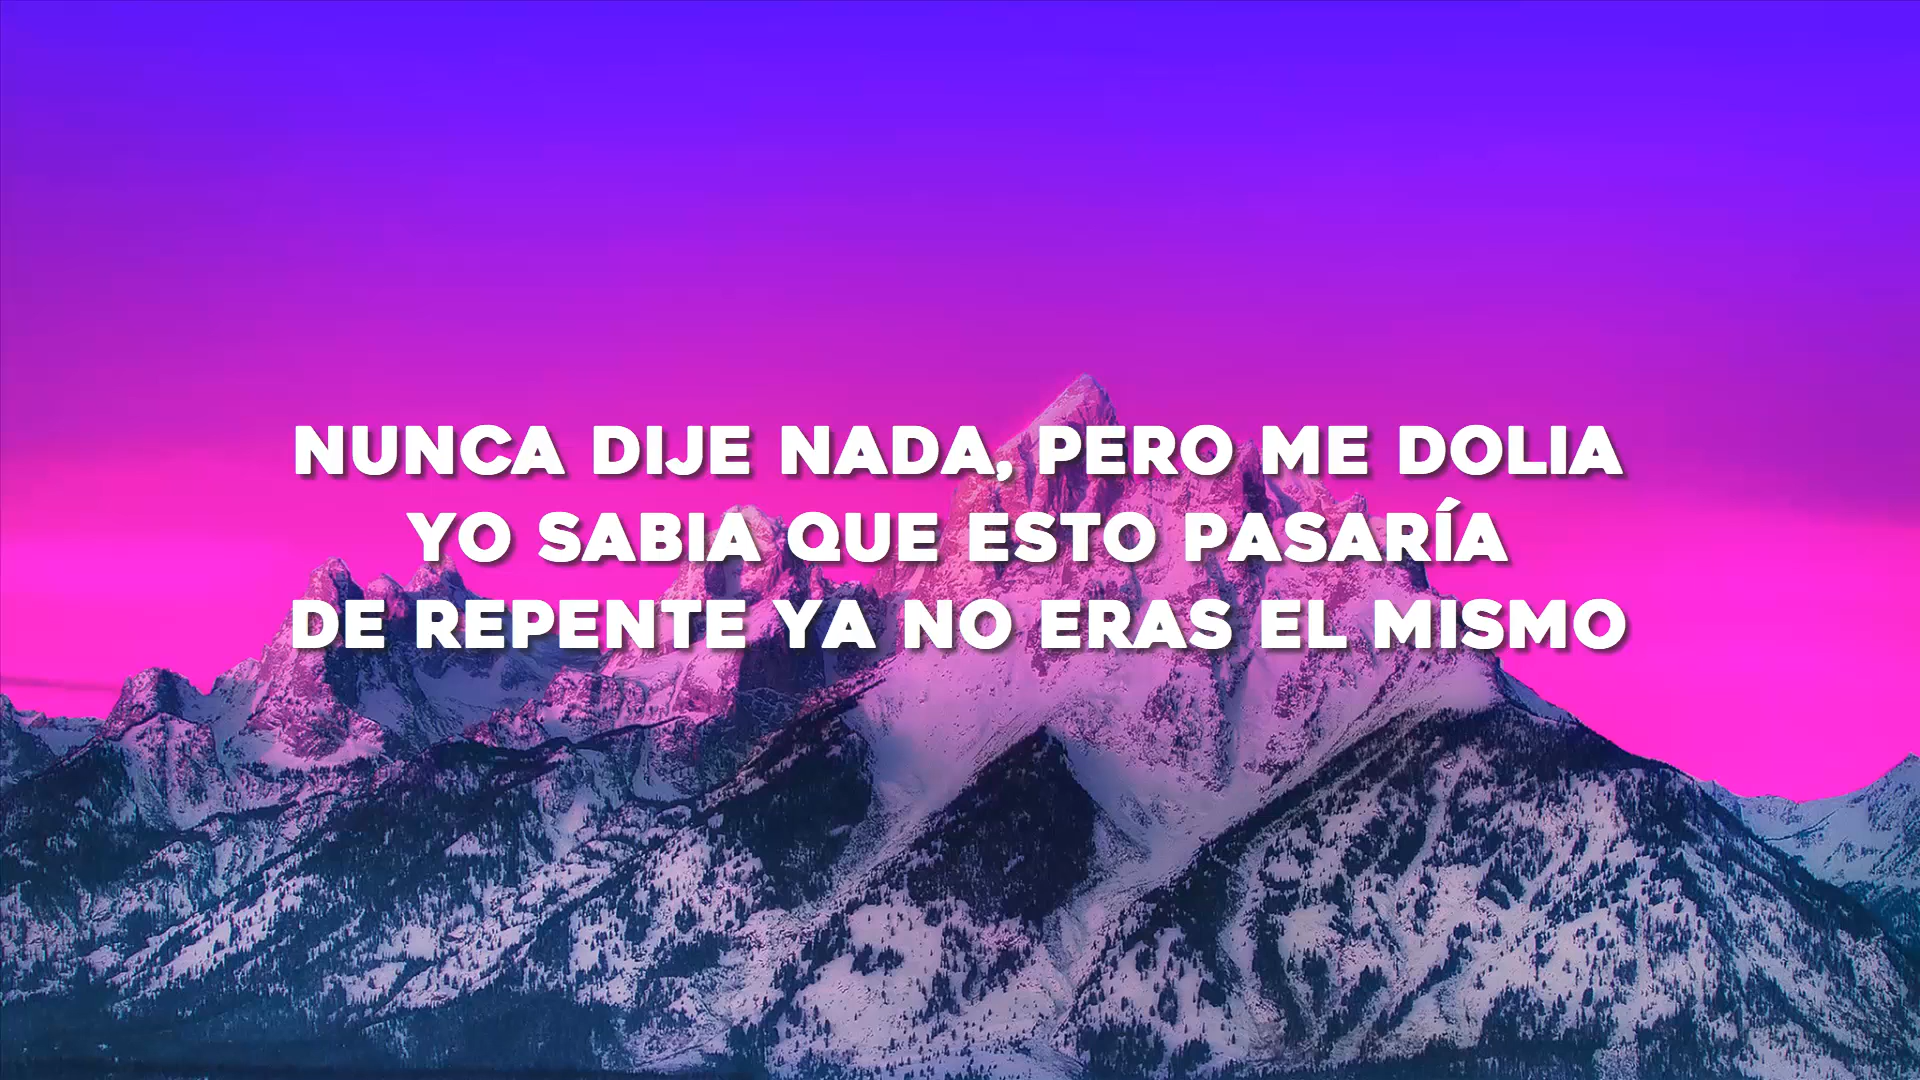 NUNCA DIJE NADA, PERO ME DOLIA
YO SABIA QUE ESTO PASARÍA
DE REPENTE YA NO ERAS EL MISMO